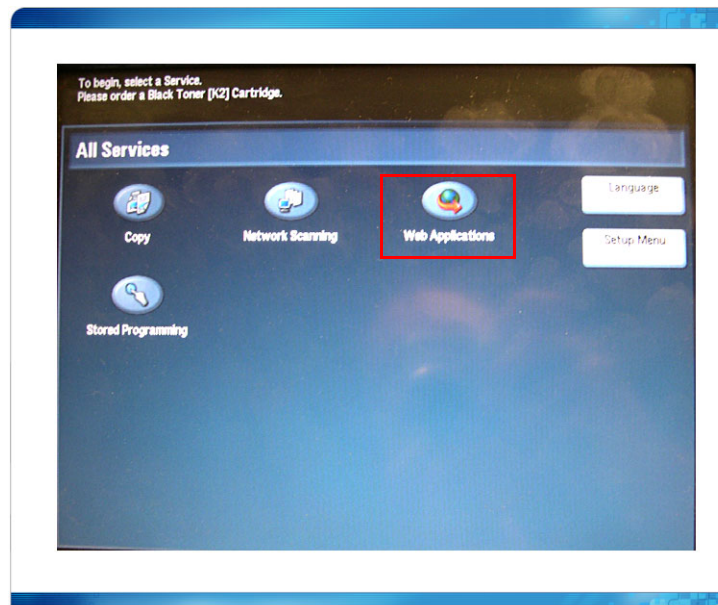 To begin, select a Service.
Please order a Black Toner [K2] Cartridge.
All Services
Copy
Network Scanning
Web Applications
Language
Setup Menu
Stored Programming